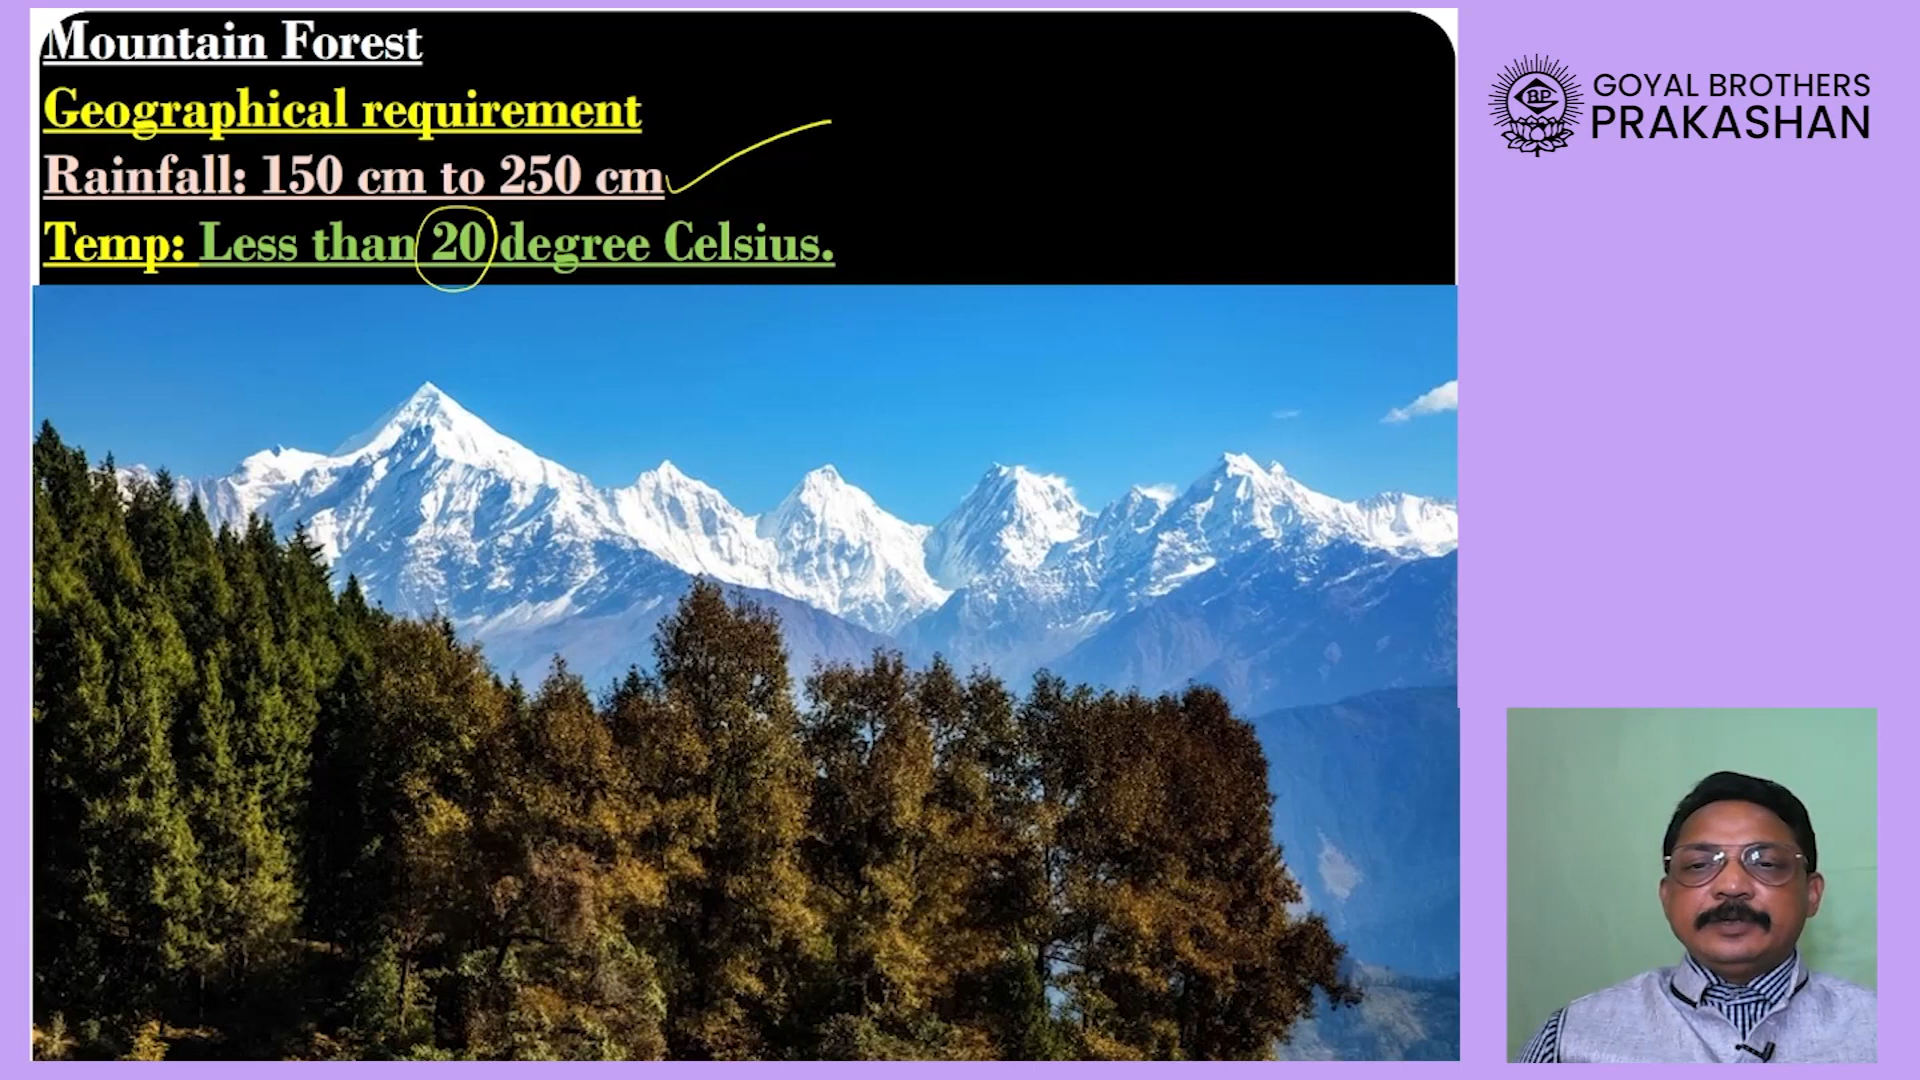 Mountain Forest
Geographical requirement
Rainfall: 150 cm to 250 cm
Temp: Less than 20 degree Celsius.
GBP
GOYAL BROTHERS
PRAKASHAN